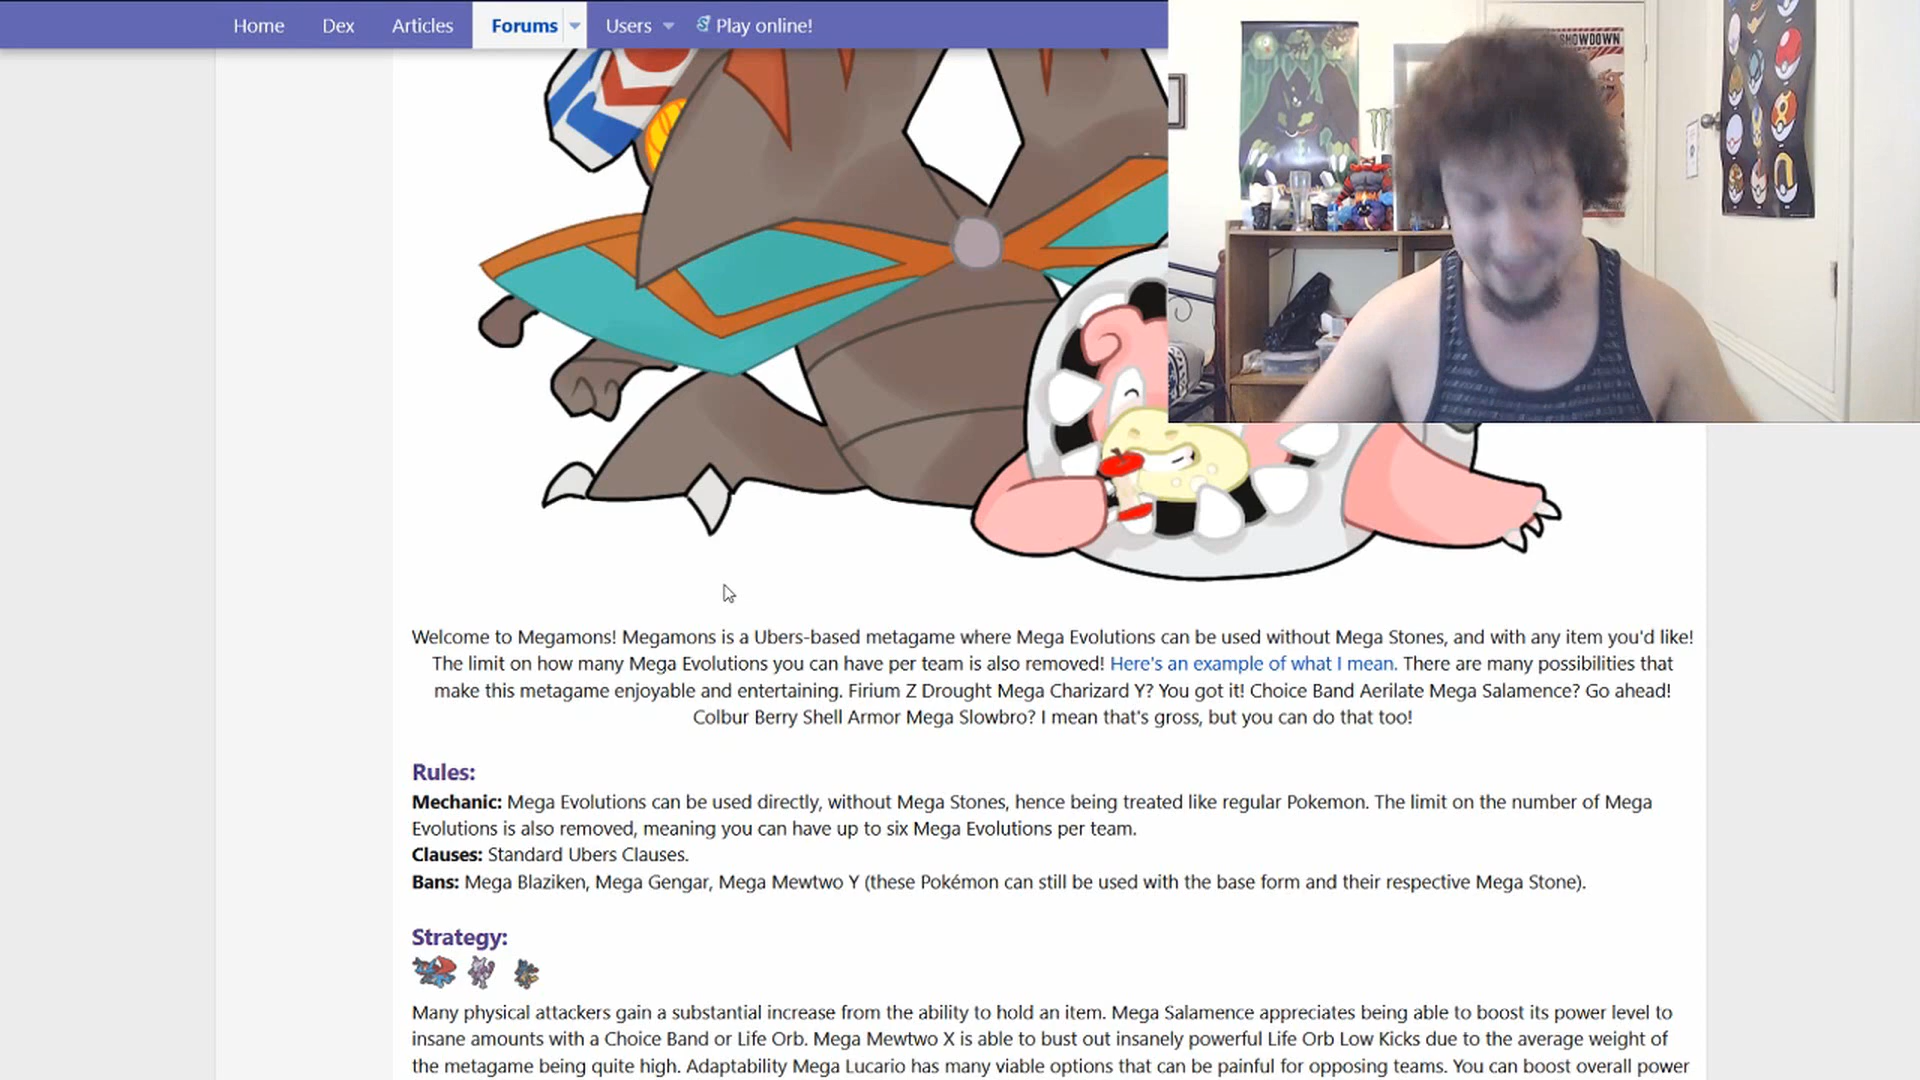 Home Dex Articles Forums Users Play online!
SHOWDOWN
Welcome to Megamons! Megamons is a Ubers-based metagame where Mega Evolutions can be used without Mega Stones, and with any item you'd like!
The limit on how many Mega Evolutions you can have per team is also removed! Here's an example of what I mean. There are many possibilities that
make this metagame enjoyable and entertaining. Firium Z Drought Mega Charizard Y? You got it! Choice Band Aerilate Mega Salamence? Go ahead!
Colbur Berry Shell Armor Mega Slowbro? I mean that's gross, but you can do that too!
Rules:
Mechanic: Mega Evolutions can be used directly, without Mega Stones, hence being treated like regular Pokemon. The limit on the number of Mega
Evolutions is also removed, meaning you can have up to six Mega Evolutions per team.
Clauses: Standard Ubers Clauses.
Bans: Mega Blaziken, Mega Gengar, Mega Mewtwo Y (these Pokémon can still be used with the base form and their respective Mega Stone).
Strategy:
Many physical attackers gain a substantial increase from the ability to hold an item. Mega Salamence appreciates being able to boost its power level to
insane amounts with a Choice Band or Life Orb. Mega Mewtwo X is able to bust out insanely powerful Life Orb Low Kicks due to the average weight of
the metagame being quite high. Adaptability Mega Lucario has many viable options that can be painful for opposing teams. You can boost overall power